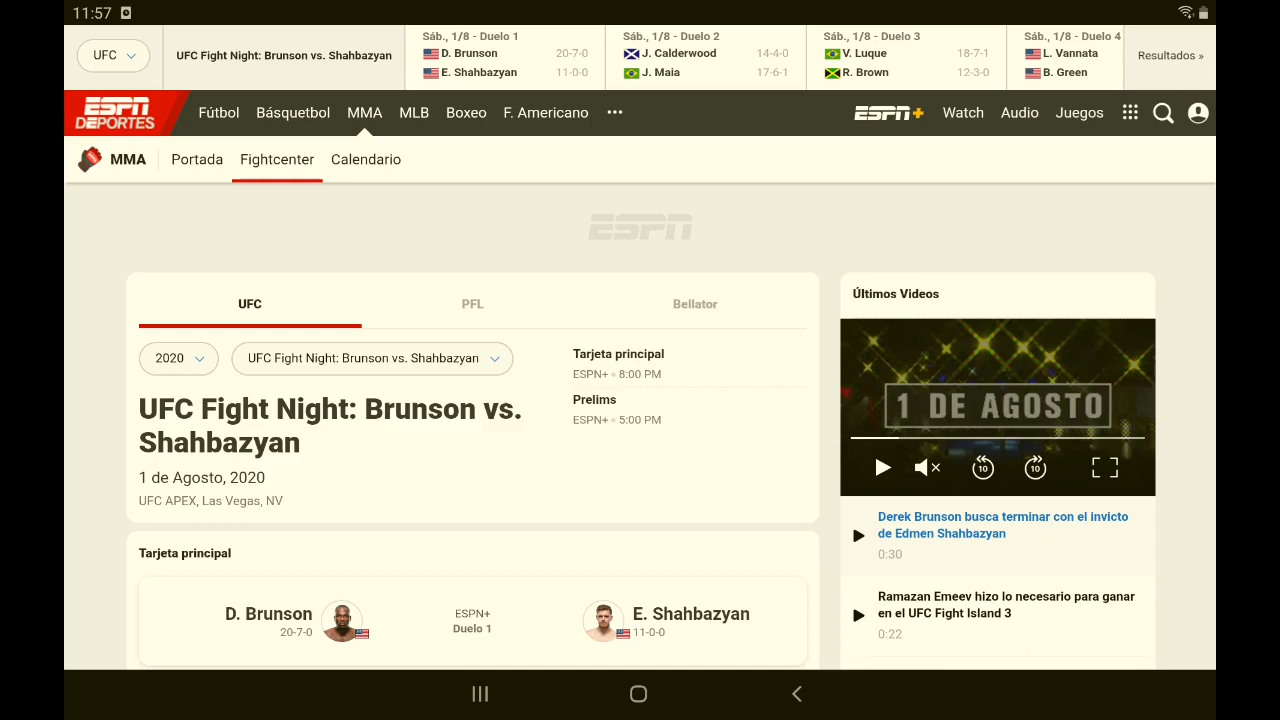 11:57
UFC
UFC Fight Night: Brunson vs. Shahbazyan
Sáb., 1/8 - Duelo 1
D. Brunson 20-7-0
E. Shahbazyan 11-0-0
Sáb., 1/8 - Duelo 2
J. Calderwood 14-4-0
J. Maia 17-6-1
Sáb., 1/8 - Duelo 3
V. Luque 18-7-1
R. Brown 12-3-0
Sáb., 1/8 - Duelo 4
L. Vannata
B. Green
Resultados »
ESPN
DEPORTES
Fútbol Básquetbol MMA MLB Boxeo F. Americano
ESPN+ Watch Audio Juegos
MMA Portada Fightcenter Calendario
ESPN
UFC PFL Bellator
2020 UFC Fight Night: Brunson vs. Shahbazyan
UFC Fight Night: Brunson vs.
Shahbazyan
1 de Agosto, 2020
UFC APEX, Las Vegas, NV
Tarjeta principal
ESPN+ 8:00 PM
Prelims
ESPN+ 5:00 PM
Tarjeta principal
D. Brunson
20-7-0
ESPN+
Duelo 1
E. Shahbazyan
11-0-0
Últimos Videos
1 DE AGOSTO
10 10
Derek Brunson busca terminar con el invicto
de Edmen Shahbazyan
0:30
Ramazan Emeev hizo lo necesario para ganar
en el UFC Fight Island 3
0:22